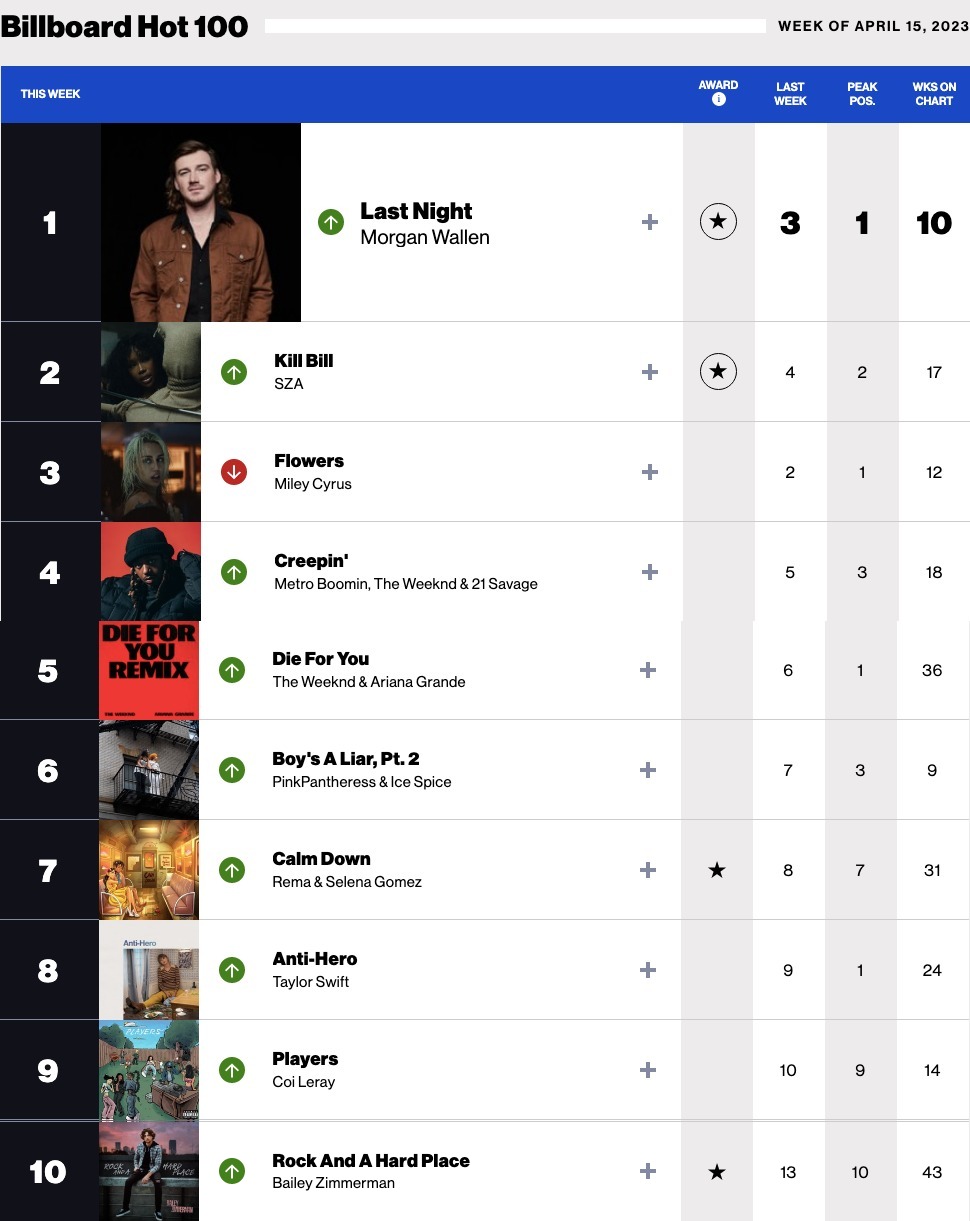 Billboard Hot 100
WEEK OF APRIL 15, 2023
THIS WEEK
AWARD
i
LAST
WEEK
PEAK
POS.
WKS ON
CHART
1
Last Night
Morgan Wallen
+
★
3
1
10
2
Kill Bill
SZA
+
★
4
2
17
3
Flowers
Miley Cyrus
+
2
1
12
4
Creepin'
Metro Boomin, The Weeknd & 21 Savage
+
5
3
18
5
DIE FOR
YOU
REMIX
THE WEEKND ARIANA GRANDE
Die For You
The Weeknd & Ariana Grande
+
6
1
36
6
Boy's A Liar, Pt. 2
PinkPantheress & Ice Spice
+
7
3
9
7
Calm Down
Rema & Selena Gomez
+
★
8
7
31
8
Anti-Hero
Anti-Hero
Taylor Swift
+
9
1
24
9
PLAYERS
Players
Coi Leray
+
10
9
14
10
ROCK AND A HARD PLACE
BAILEY
ZIMMERMAN
Rock And A Hard Place
Bailey Zimmerman
+
★
13
10
43